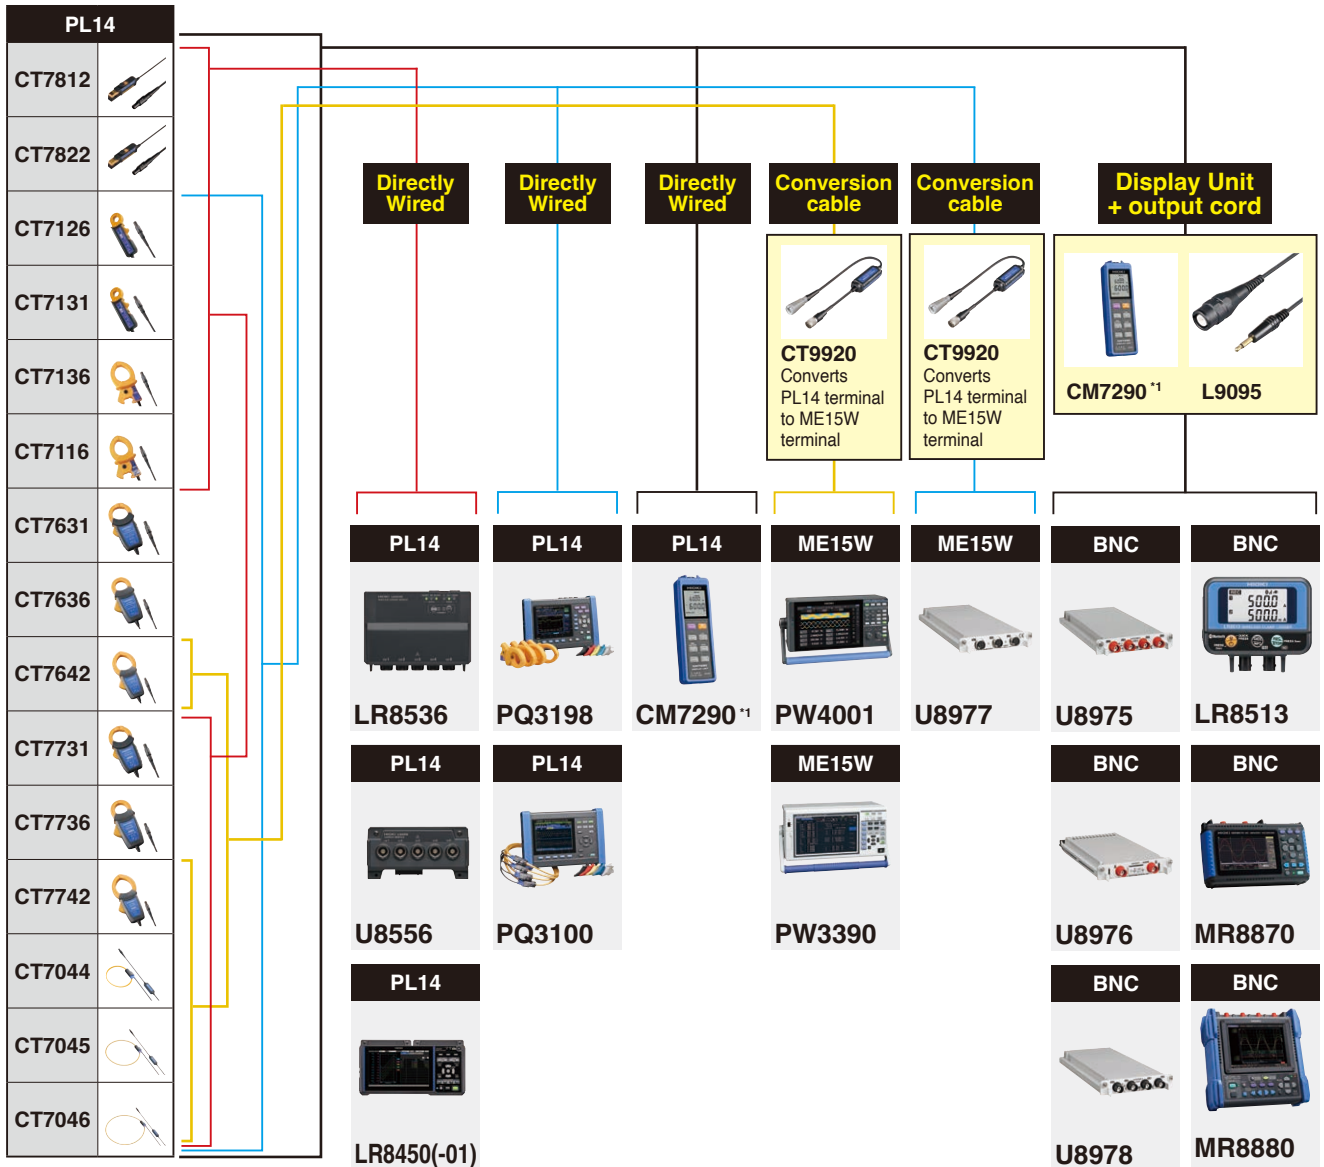 PL14
CT7812
CT7822
CT7126
CT7131
CT7136
CT7116
CT7631
CT7636
CT7642
CT7731
CT7736
CT7742
CT7044
CT7045
CT7046
Directly
Wired
Directly
Wired
Directly
Wired
Conversion
cable
Conversion
cable
Display Unit
+ output cord
CT9920
Converts
PL14 terminal
to ME15W
terminal
CT9920
Converts
PL14 terminal
to ME15W
terminal
CM7290 *1
L9095
PL14
PL14
PL14
ME15W
ME15W
BNC
BNC
500.0
500.0
LR8536
PQ3198
CM7290 *1
PW4001
U8977
U8975
LR8513
PL14
PL14
ME15W
BNC
BNC
U8556
PQ3100
PW3390
U8976
MR8870
PL14
BNC
BNC
LR8450(-01)
U8978
MR8880